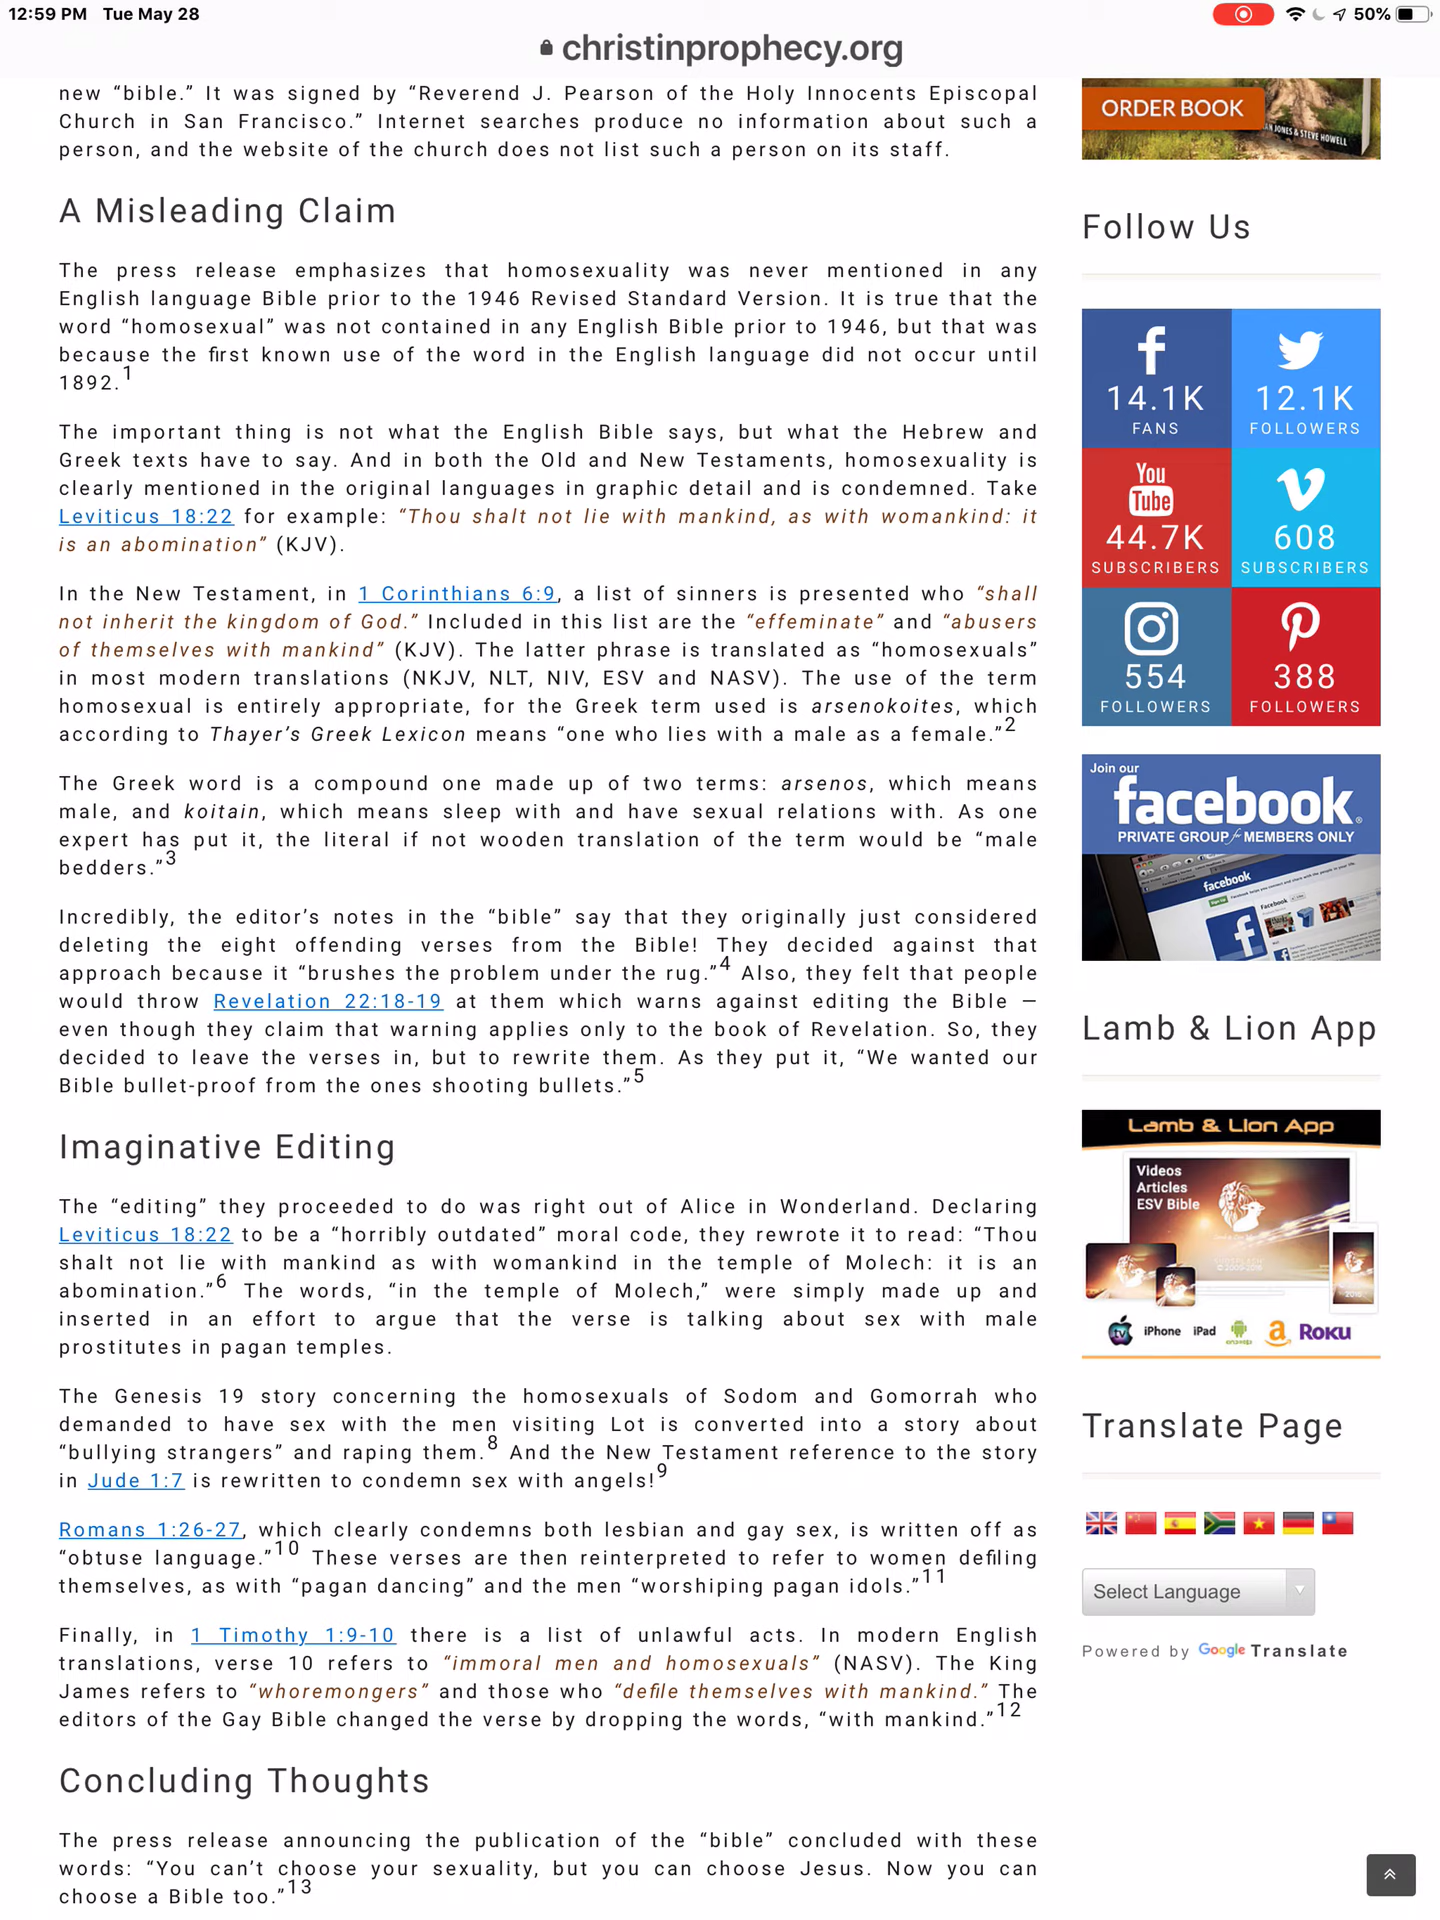 12:59 PM Tue May 28
50%
christinprophecy.org
new “bible.” It was signed by “Reverend J. Pearson of the Holy Innocents Episcopal
Church in San Francisco.” Internet searches produce no information about such a
person, and the website of the church does not list such a person on its staff.
A Misleading Claim
The press release emphasizes that homosexuality was never mentioned in any
English language Bible prior to the 1946 Revised Standard Version. It is true that the
word “homosexual” was not contained in any English Bible prior to 1946, but that was
because the first known use of the word in the English language did not occur until
1892.1
The important thing is not what the English Bible says, but what the Hebrew and
Greek texts have to say. And in both the Old and New Testaments, homosexuality is
clearly mentioned in the original languages in graphic detail and is condemned. Take
Leviticus 18:22 for example: “Thou shalt not lie with mankind, as with womankind: it
is an abomination” (KJV).
In the New Testament, in 1 Corinthians 6:9, a list of sinners is presented who “shall
not inherit the kingdom of God.” Included in this list are the “effeminate” and “abusers
of themselves with mankind” (KJV). The latter phrase is translated as “homosexuals”
in most modern translations (NKJV, NLT, NIV, ESV and NASV). The use of the term
homosexual is entirely appropriate, for the Greek term used is arsenokoites, which
according to Thayer’s Greek Lexicon means “one who lies with a male as a female.”2
The Greek word is a compound one made up of two terms: arsenos, which means
male, and koitain, which means sleep with and have sexual relations with. As one
expert has put it, the literal if not wooden translation of the term would be “male
bedders.”3
Incredibly, the editor’s notes in the “bible” say that they originally just considered
deleting the eight offending verses from the Bible! They decided against that
approach because it “brushes the problem under the rug.”4 Also, they felt that people
would throw Revelation 22:18-19 at them which warns against editing the Bible —
even though they claim that warning applies only to the book of Revelation. So, they
decided to leave the verses in, but to rewrite them. As they put it, “We wanted our
Bible bullet-proof from the ones shooting bullets.”5
Imaginative Editing
The “editing” they proceeded to do was right out of Alice in Wonderland. Declaring
Leviticus 18:22 to be a “horribly outdated” moral code, they rewrote it to read: “Thou
shalt not lie with mankind as with womankind in the temple of Molech: it is an
abomination.”6 The words, “in the temple of Molech,” were simply made up and
inserted in an effort to argue that the verse is talking about sex with male
prostitutes in pagan temples.
The Genesis 19 story concerning the homosexuals of Sodom and Gomorrah who
demanded to have sex with the men visiting Lot is converted into a story about
“bullying strangers” and raping them.8 And the New Testament reference to the story
in Jude 1:7 is rewritten to condemn sex with angels!9
Romans 1:26-27, which clearly condemns both lesbian and gay sex, is written off as
“obtuse language.”10 These verses are then reinterpreted to refer to women defiling
themselves, as with “pagan dancing” and the men “worshiping pagan idols.”11
Finally, in 1 Timothy 1:9-10 there is a list of unlawful acts. In modern English
translations, verse 10 refers to “immoral men and homosexuals” (NASV). The King
James refers to “whoremongers” and those who “defile themselves with mankind.” The
editors of the Gay Bible changed the verse by dropping the words, “with mankind.”12
Concluding Thoughts
The press release announcing the publication of the “bible” concluded with these
words: “You can’t choose your sexuality, but you can choose Jesus. Now you can
choose a Bible too.”13
ORDER BOOK
JONES & STEVE HOWELL
Follow Us
14.1K
FANS
12.1K
FOLLOWERS
You
Tube
44.7K
SUBSCRIBERS
608
SUBSCRIBERS
554
FOLLOWERS
388
FOLLOWERS
Join our
facebook
PRIVATE GROUP for MEMBERS ONLY
facebook
Facebook
Lamb & Lion App
Lamb & Lion App
Videos
Articles
ESV Bible
tv iPhone iPad a ROKU
Translate Page
Select Language
Powered by Google Translate